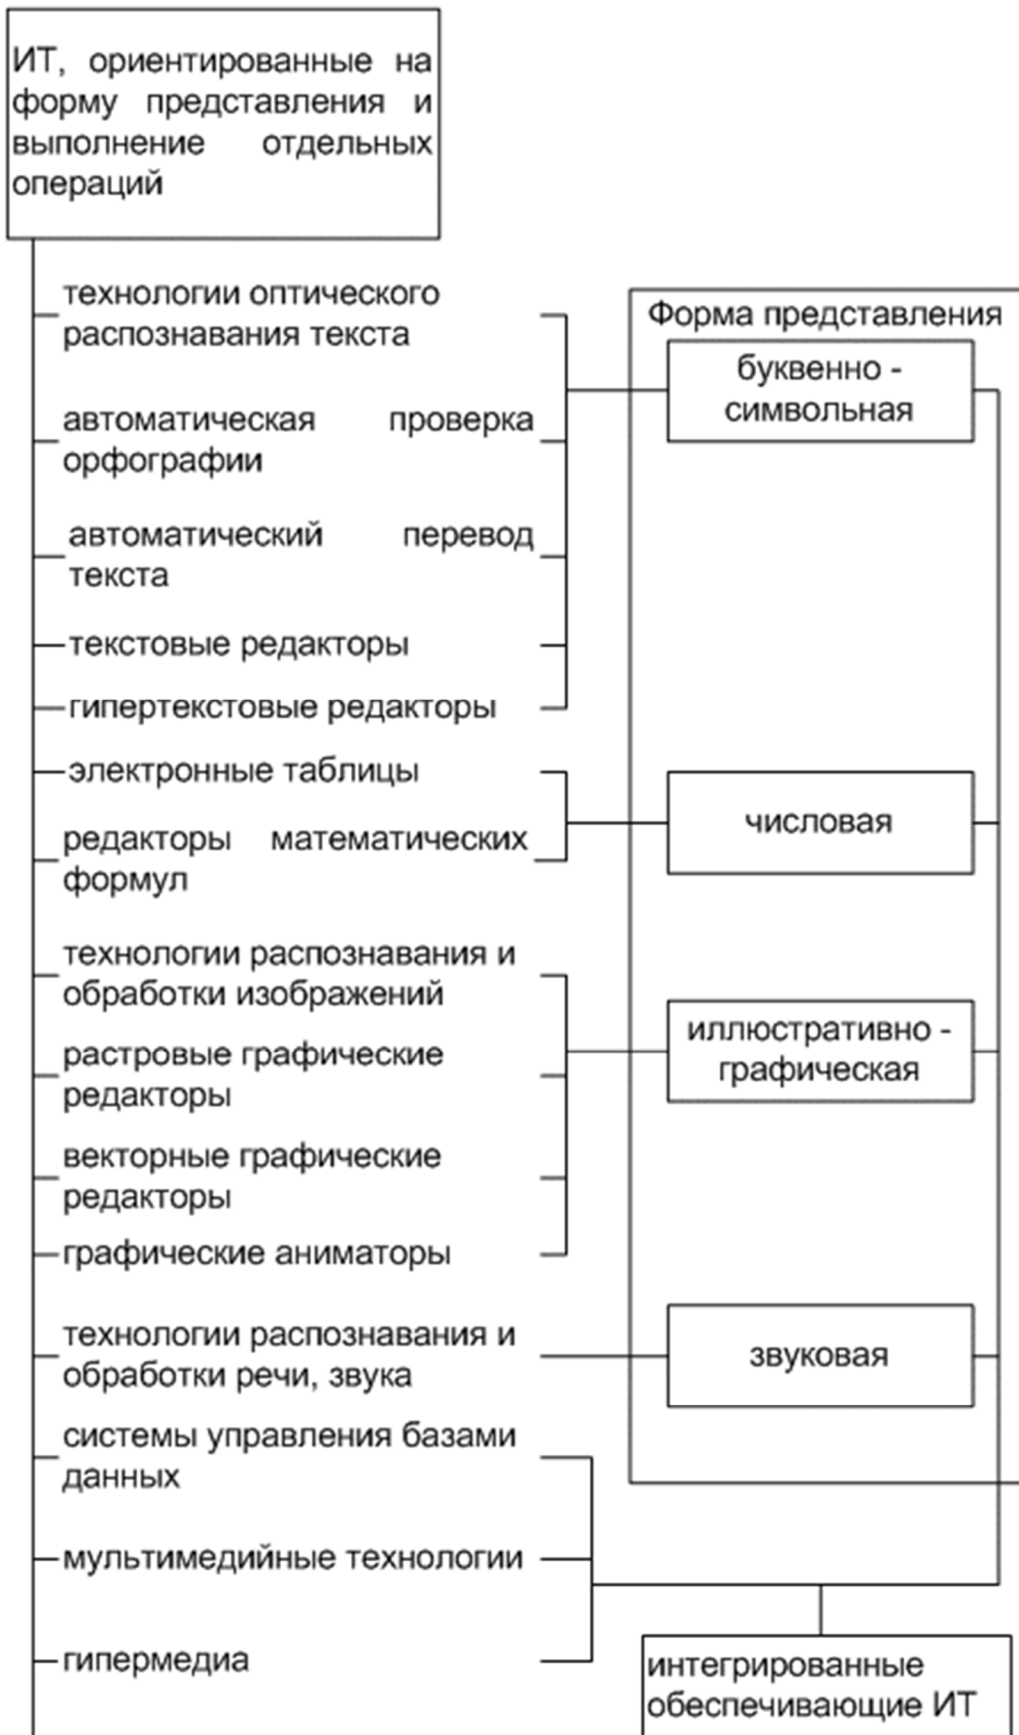 ИТ, ориентированные на
форму представления и
выполнение отдельных
операций
технологии оптического
распознавания текста
автоматическая проверка
орфографии
автоматический перевод
текста
текстовые редакторы
гипертекстовые редакторы
электронные таблицы
редакторы математических
формул
технологии распознавания и
обработки изображений
растровые графические
редакторы
векторные графические
редакторы
графические аниматоры
технологии распознавания и
обработки речи, звука
системы управления базами
данных
мультимедийные технологии
гипермедиа
Форма представления
буквенно -
символьная
числовая
иллюстративно -
графическая
звуковая
интегрированные
обеспечивающие ИТ